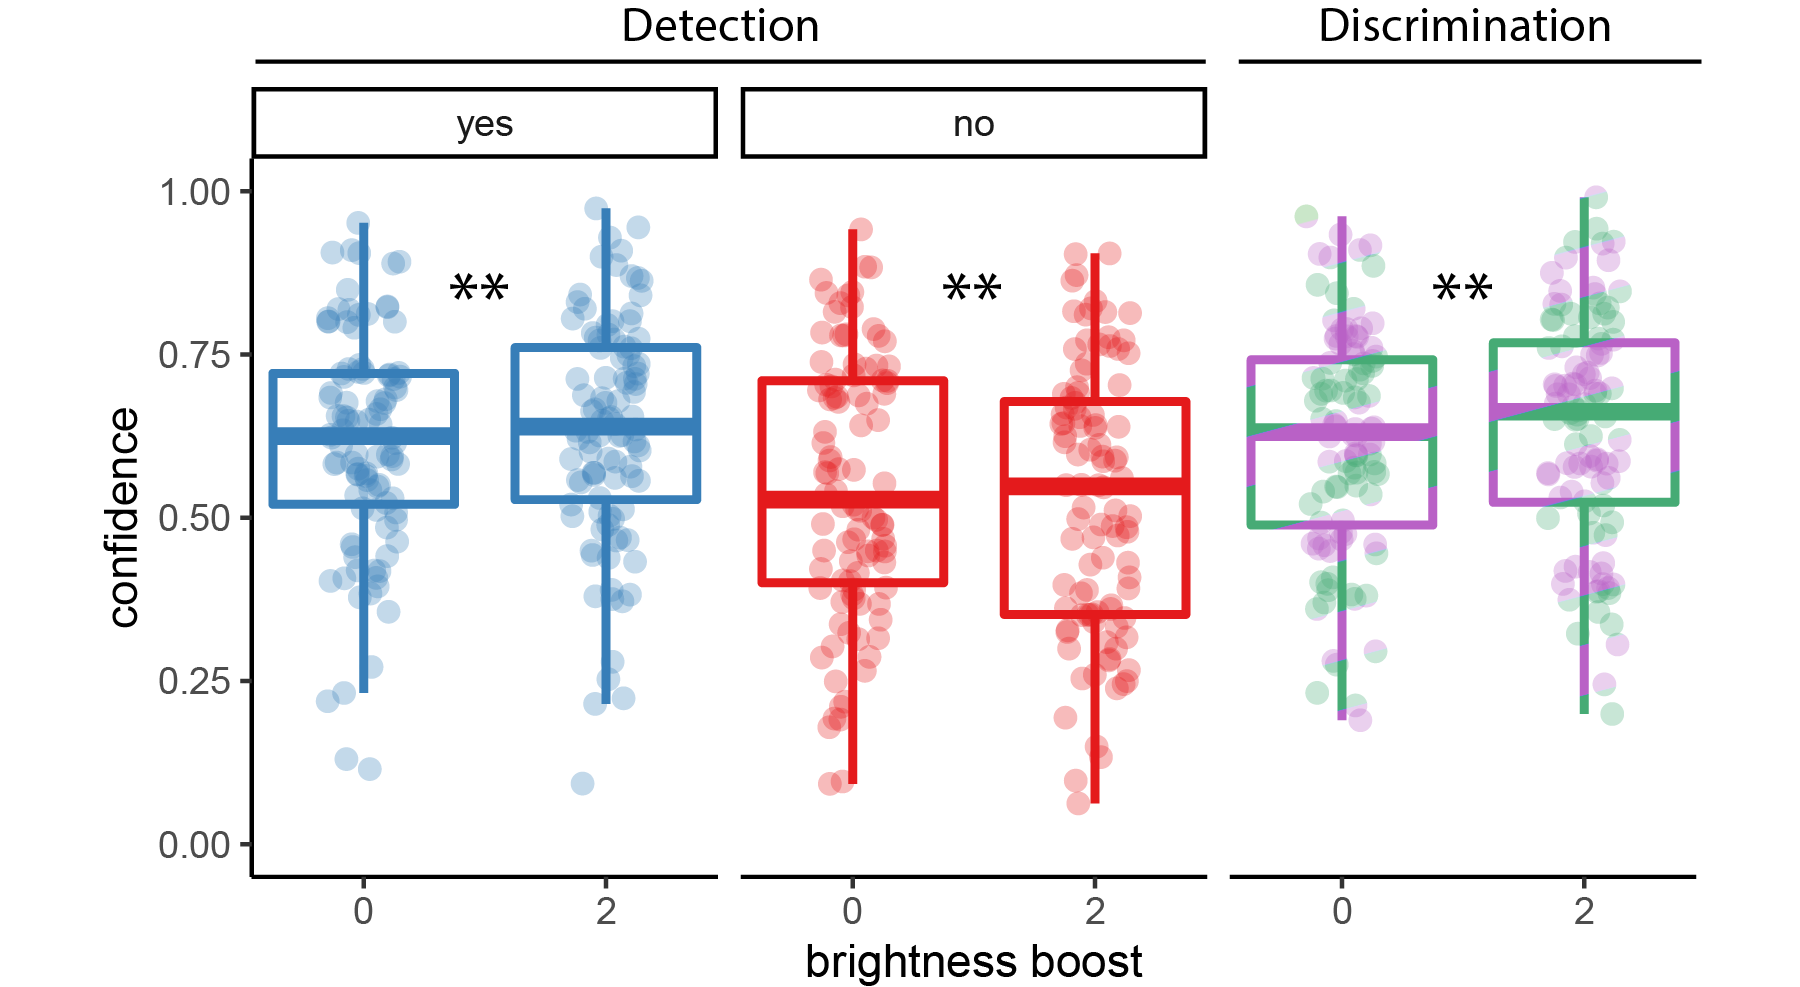 Detection
Discrimination
yes
no
1.00
0.75
0.50
0.25
0.00
confidence
**
**
**
0
2
0
2
0
2
brightness boost